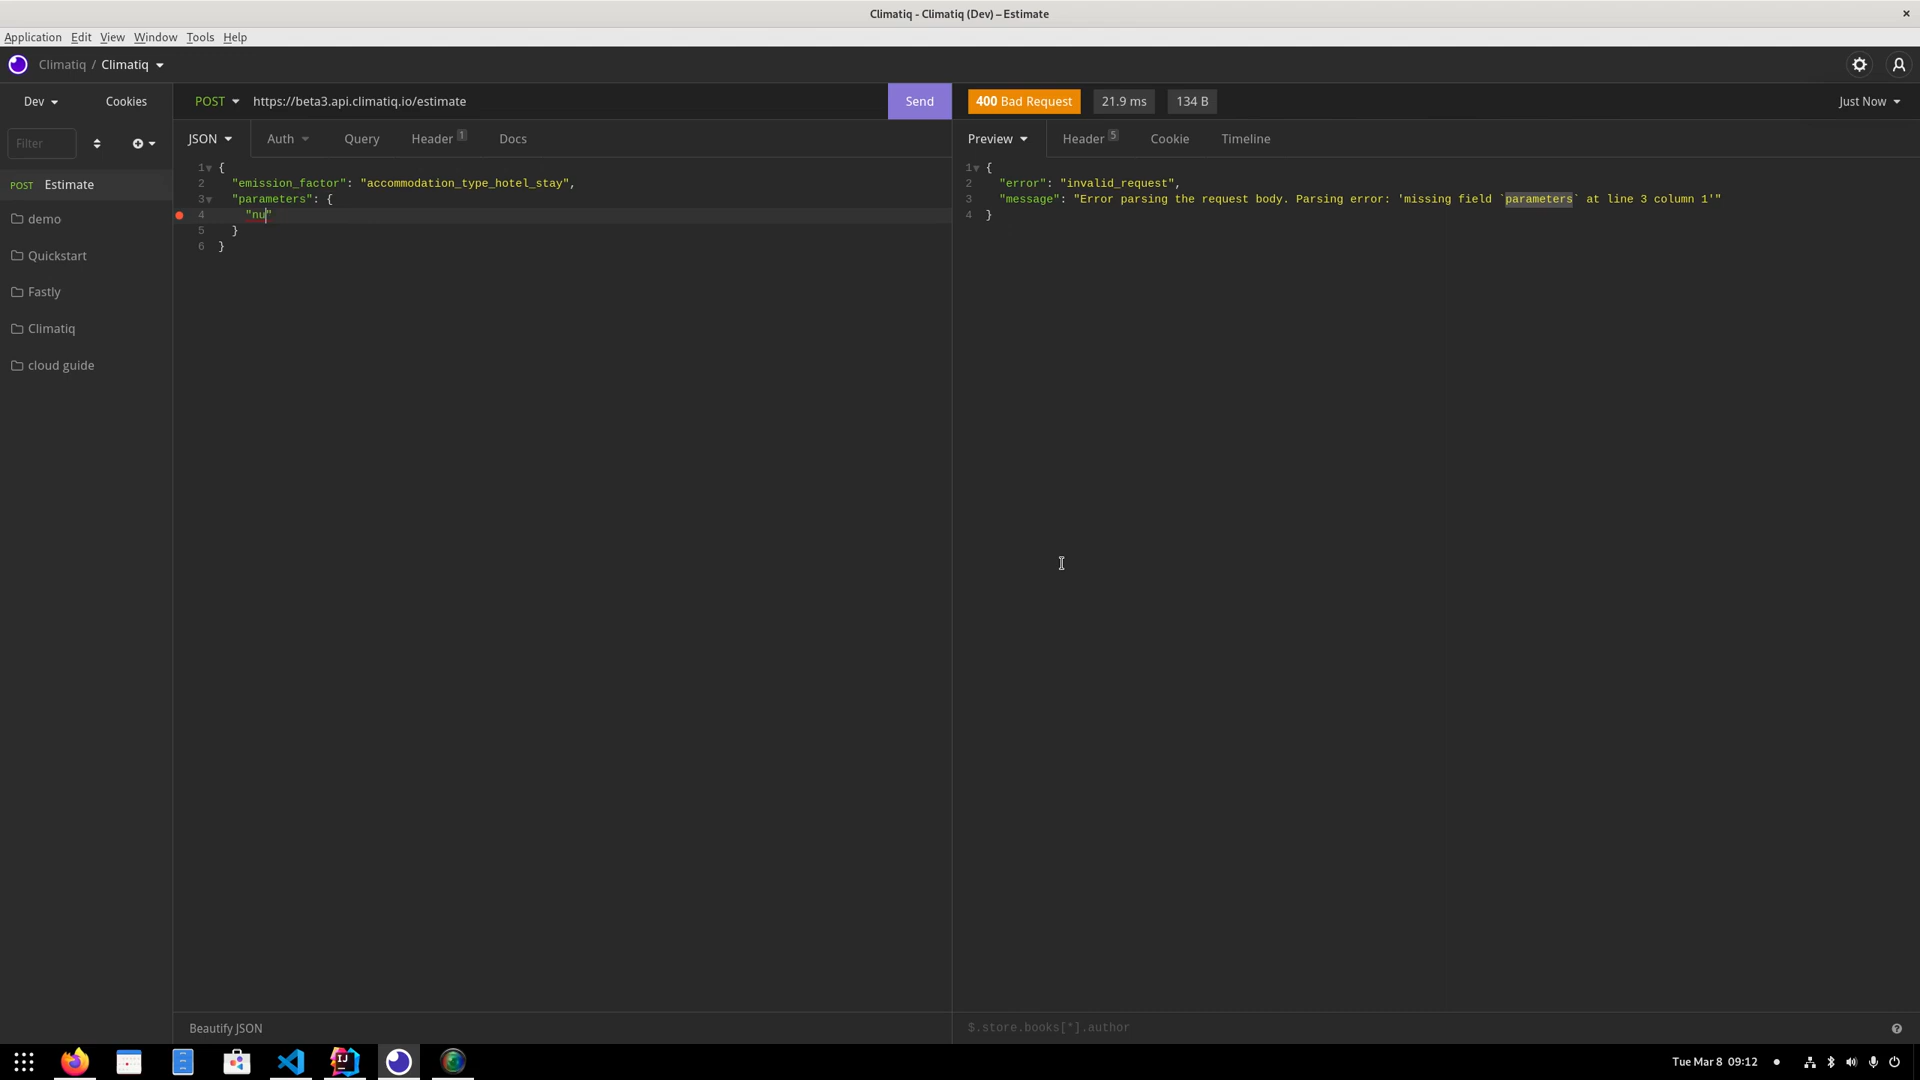 Climatiq - Climatiq (Dev) – Estimate
×
Application Edit View Window Tools Help
Climatiq / Climatiq
Dev
Cookies
POST
https://beta3.api.climatiq.io/estimate
Send
400 Bad Request
21.9 ms
134 B
Just Now
Filter
JSON
Auth
Query
Header 1
Docs
Preview
Header 5
Cookie
Timeline
POST Estimate
demo
Quickstart
Fastly
Climatiq
cloud guide
1 {
2 "emission_factor": "accommodation_type_hotel_stay",
3 "parameters": {
4 "nu"
5 }
6 }
1 {
2 "error": "invalid_request",
3 "message": "Error parsing the request body. Parsing error: 'missing field `parameters` at line 3 column 1'"
4 }
Beautify JSON
$.store.books[*].author
?
IJ
Tue Mar 8 09:12